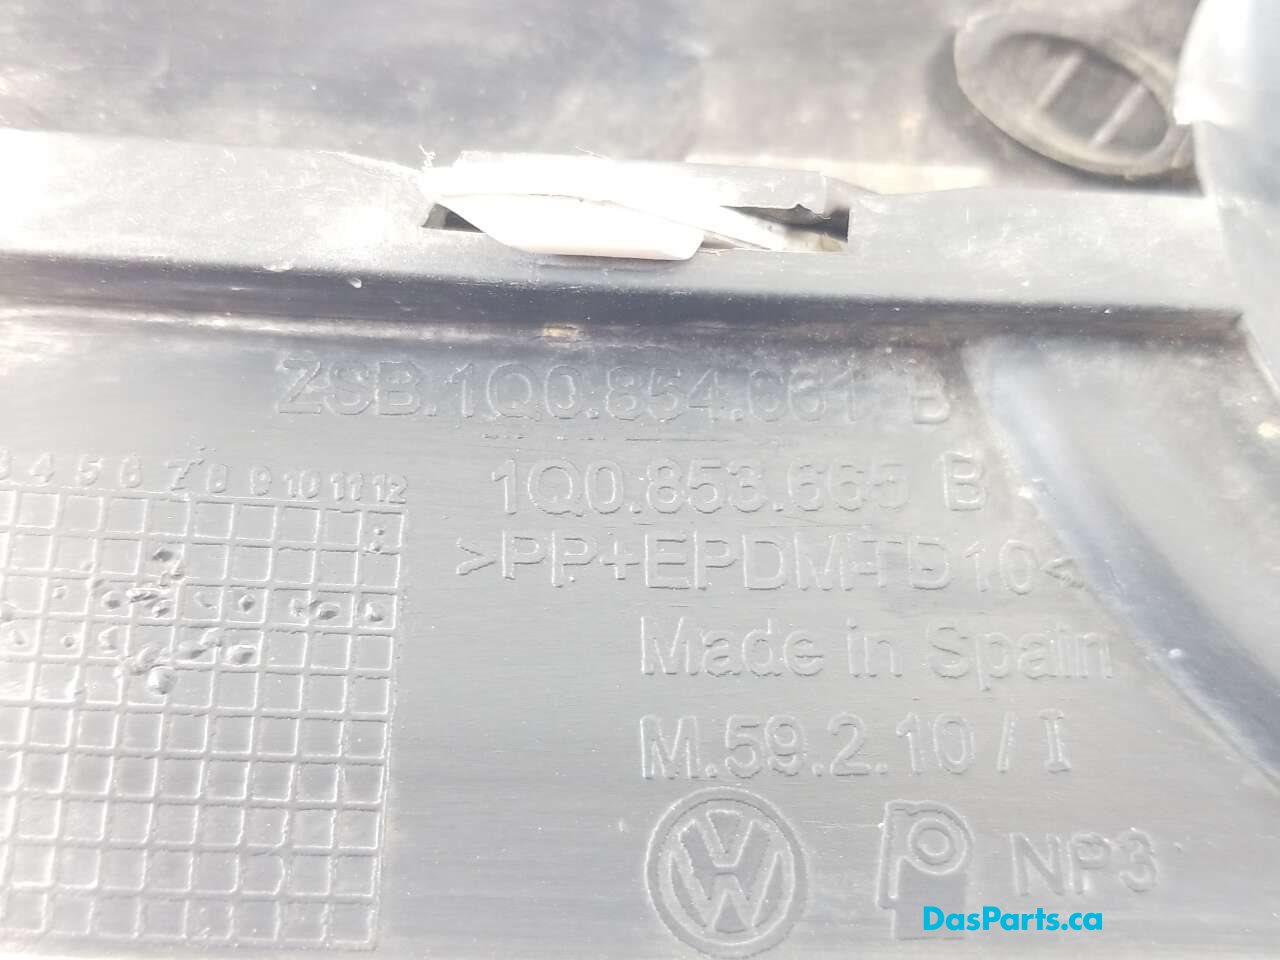 ZSB.1Q0.854.661 B
1Q0.853.665 B
3 4 5 6 7 8 9 10 11 12
>PP+EPDM-TD10<
Made in Spain
M.59.2.10 / I
VW
NP3
DasParts.ca